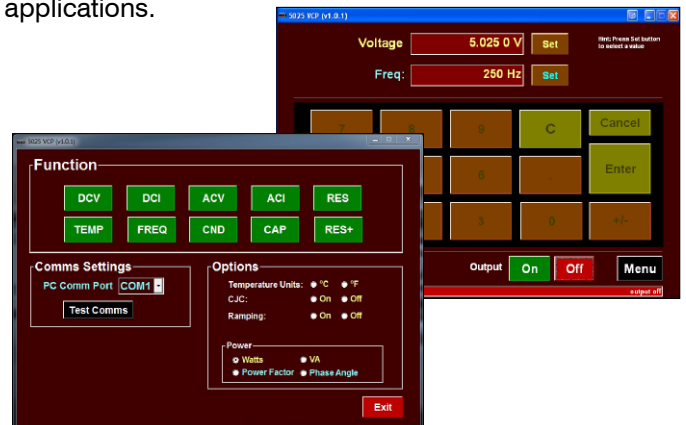 applications.
5025 VCP (v1.0.1)
Voltage 5.025 0 V Set
Hint: Press Set button
to select a value
Freq: 250 Hz Set
7 8 9 C Cancel
6 . Enter
3 0 +/-
Output On Off Menu
output off
5025 VCP (v1.0.1)
Function
DCV DCI ACV ACI RES
TEMP FREQ CND CAP RES+
Comms Settings
PC Comm Port COM1
Test Comms
Options
Temperature Units: °C °F
CJC: On Off
Ramping: On Off
Power
Watts VA
Power Factor Phase Angle
Exit